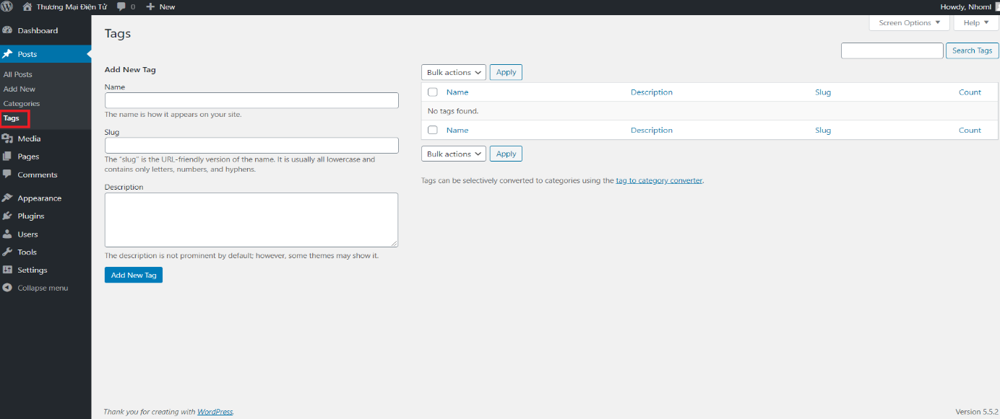 Thương Mại Điện Tử 0 New Howdy, Nhoml
Dashboard
Posts
All Posts
Add New
Categories
Tags
Media
Pages
Comments
Appearance
Plugins
Users
Tools
Settings
Collapse menu
Screen Options Help
Tags
Search Tags
Add New Tag
Name
The name is how it appears on your site.
Slug
The “slug” is the URL-friendly version of the name. It is usually all lowercase and
contains only letters, numbers, and hyphens.
Description
The description is not prominent by default; however, some themes may show it.
Add New Tag
Bulk actions Apply
Name Description Slug Count
No tags found.
Name Description Slug Count
Bulk actions Apply
Tags can be selectively converted to categories using the tag to category converter.
Thank you for creating with WordPress. Version 5.5.2